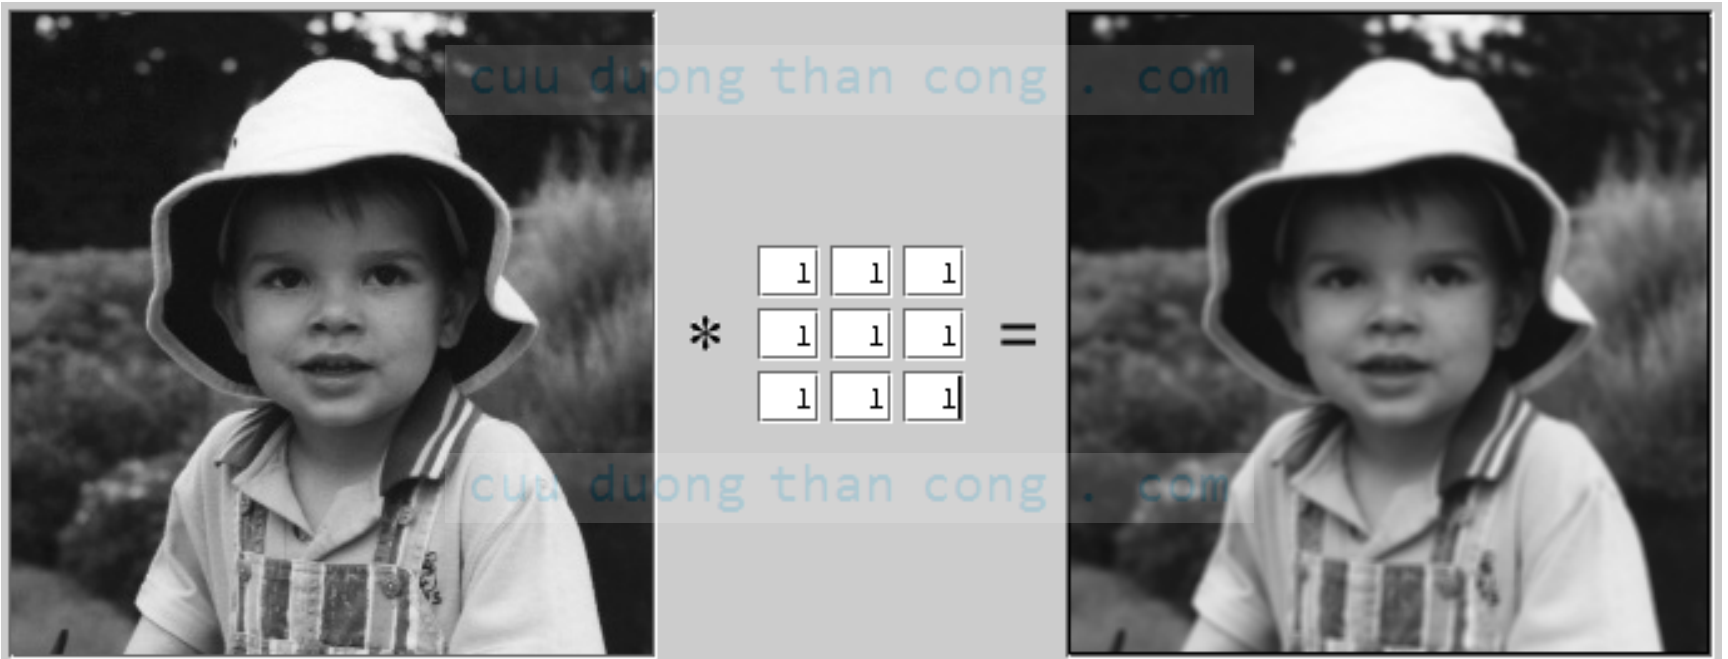 cuu duong than cong . com
1 1 1
* 1 1 1 =
1 1 1
cuu duong than cong . com